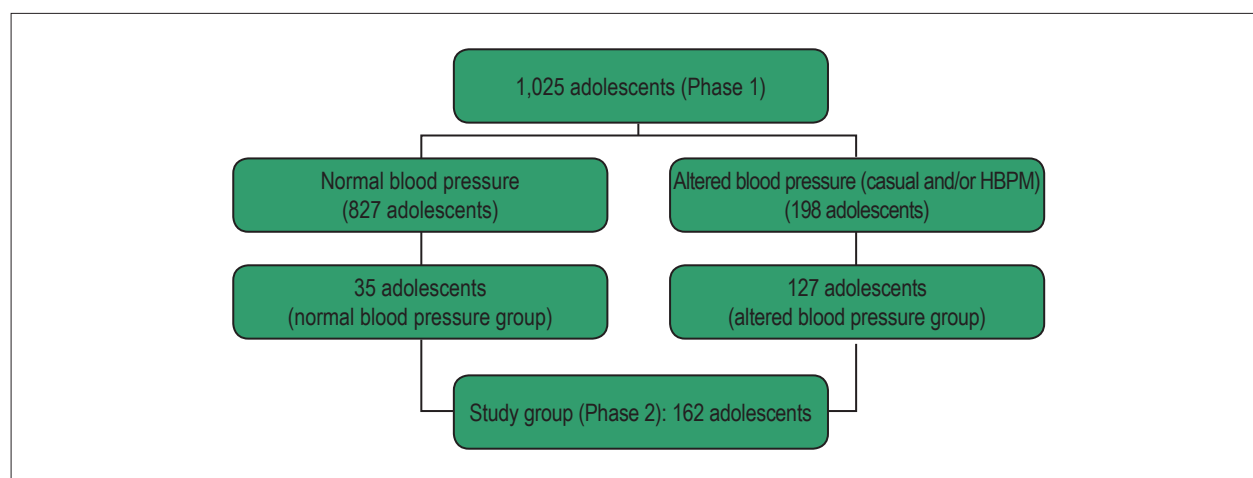 1,025 adolescents (Phase 1)
Normal blood pressure
(827 adolescents)
Altered blood pressure (casual and/or HBPM)
(198 adolescents)
35 adolescents
(normal blood pressure group)
127 adolescents
(altered blood pressure group)
Study group (Phase 2): 162 adolescents